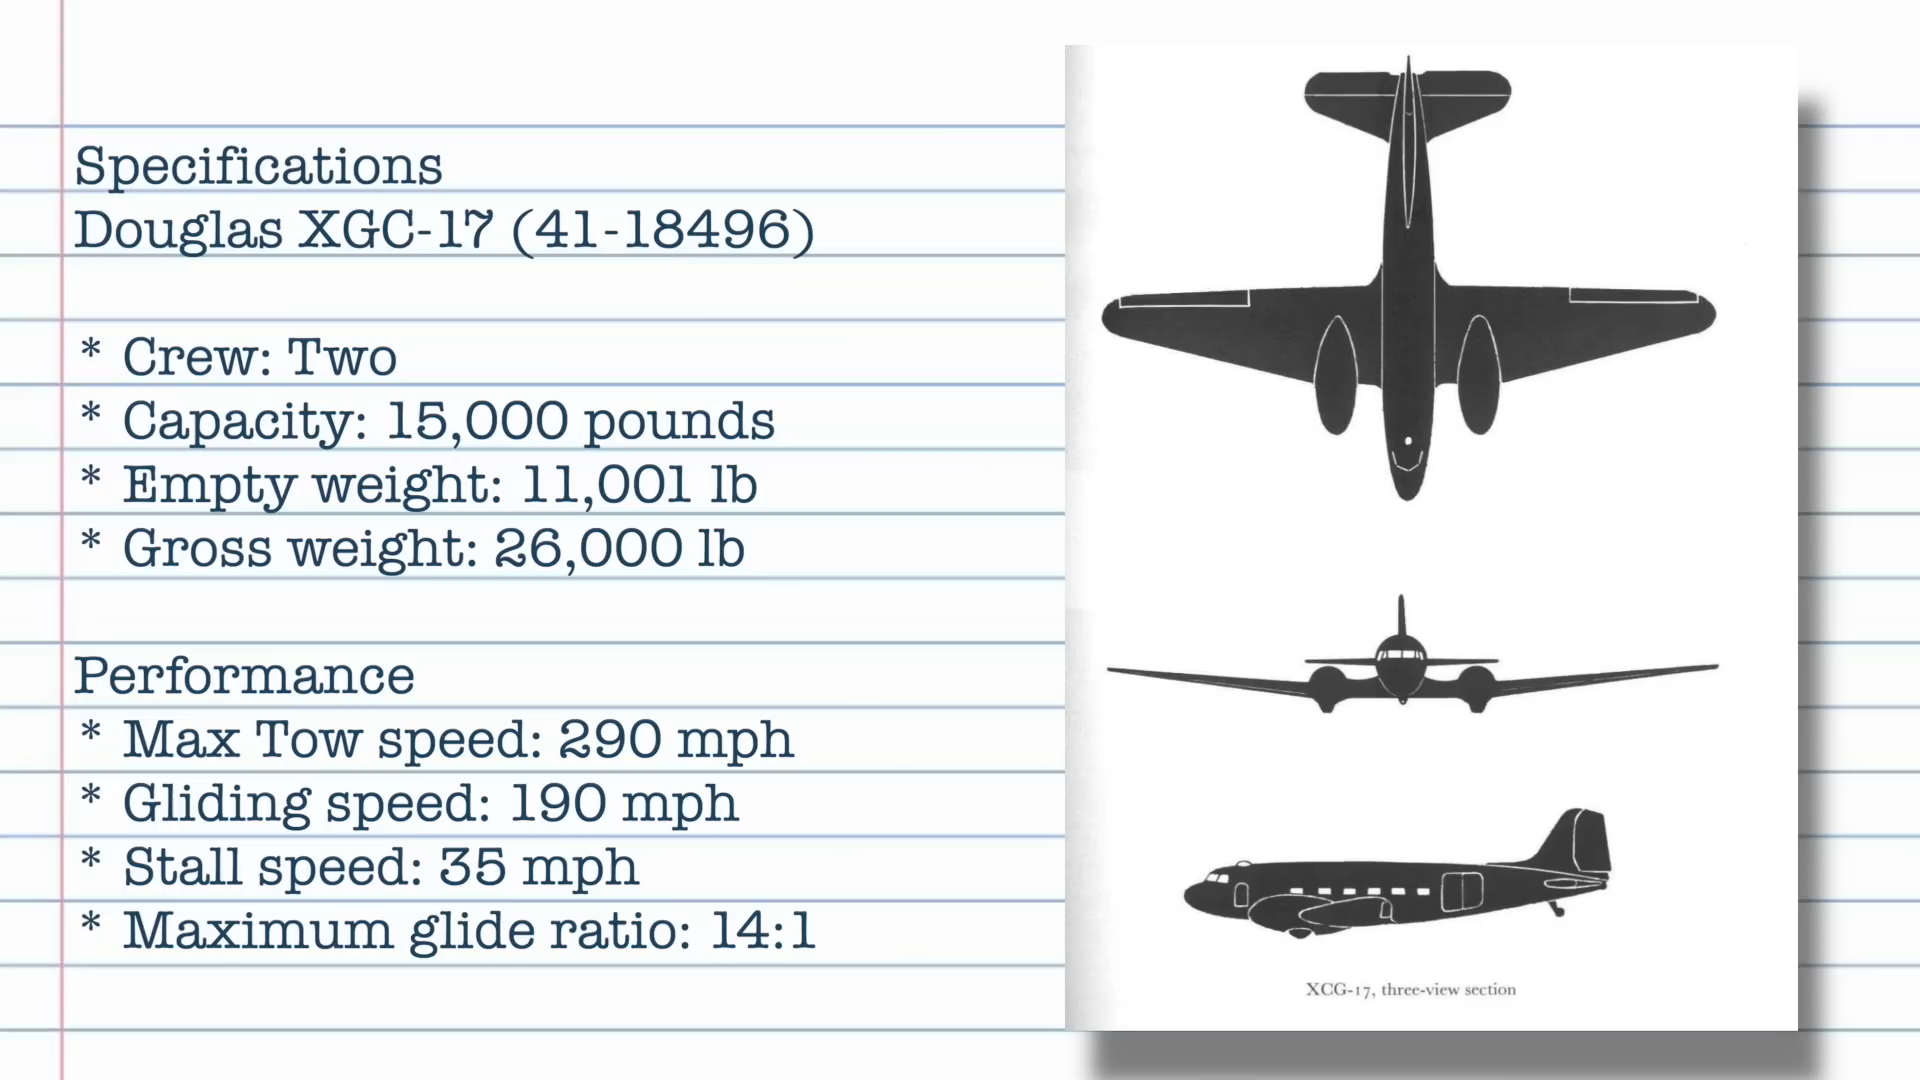 Specifications
Douglas XGC-17 (41-18496)
* Crew: Two
* Capacity: 15,000 pounds
* Empty weight: 11,001 lb
* Gross weight: 26,000 lb
Performance
* Max Tow speed: 290 mph
* Gliding speed: 190 mph
* Stall speed: 35 mph
* Maximum glide ratio: 14:1
XCG-17, three-view section